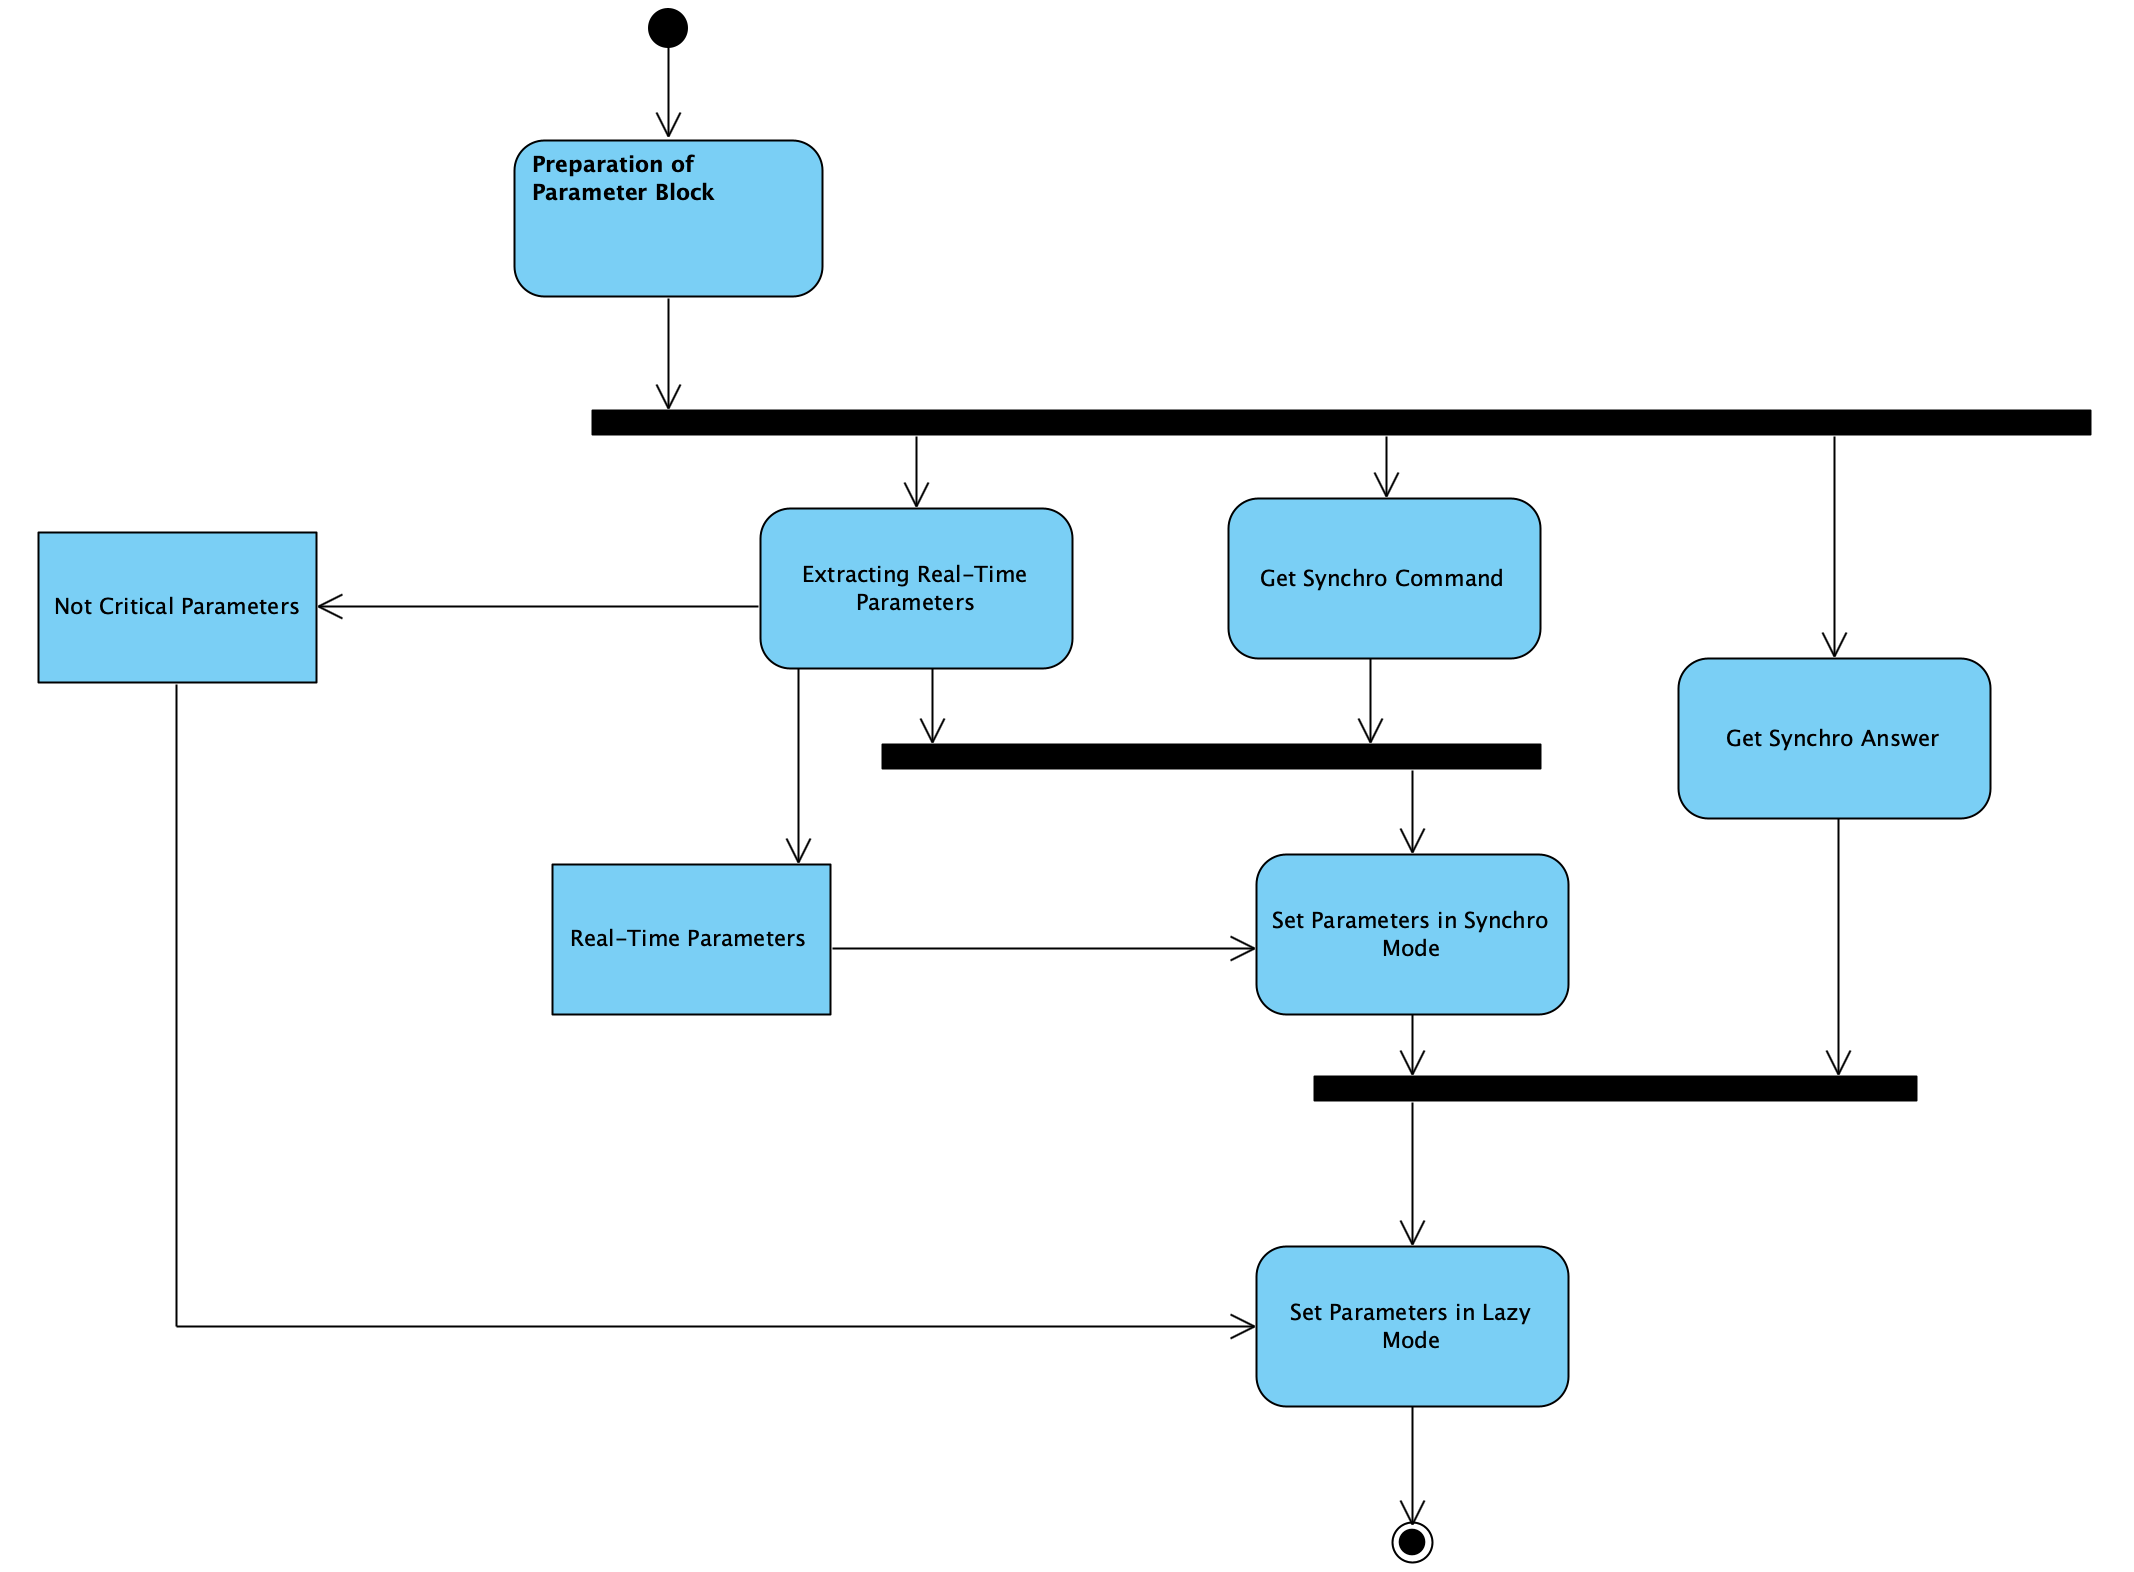 Preparation of
Parameter Block
Extracting Real-Time
Parameters
Get Synchro Command
Not Critical Parameters
Get Synchro Answer
Real-Time Parameters
Set Parameters in Synchro
Mode
Set Parameters in Lazy
Mode